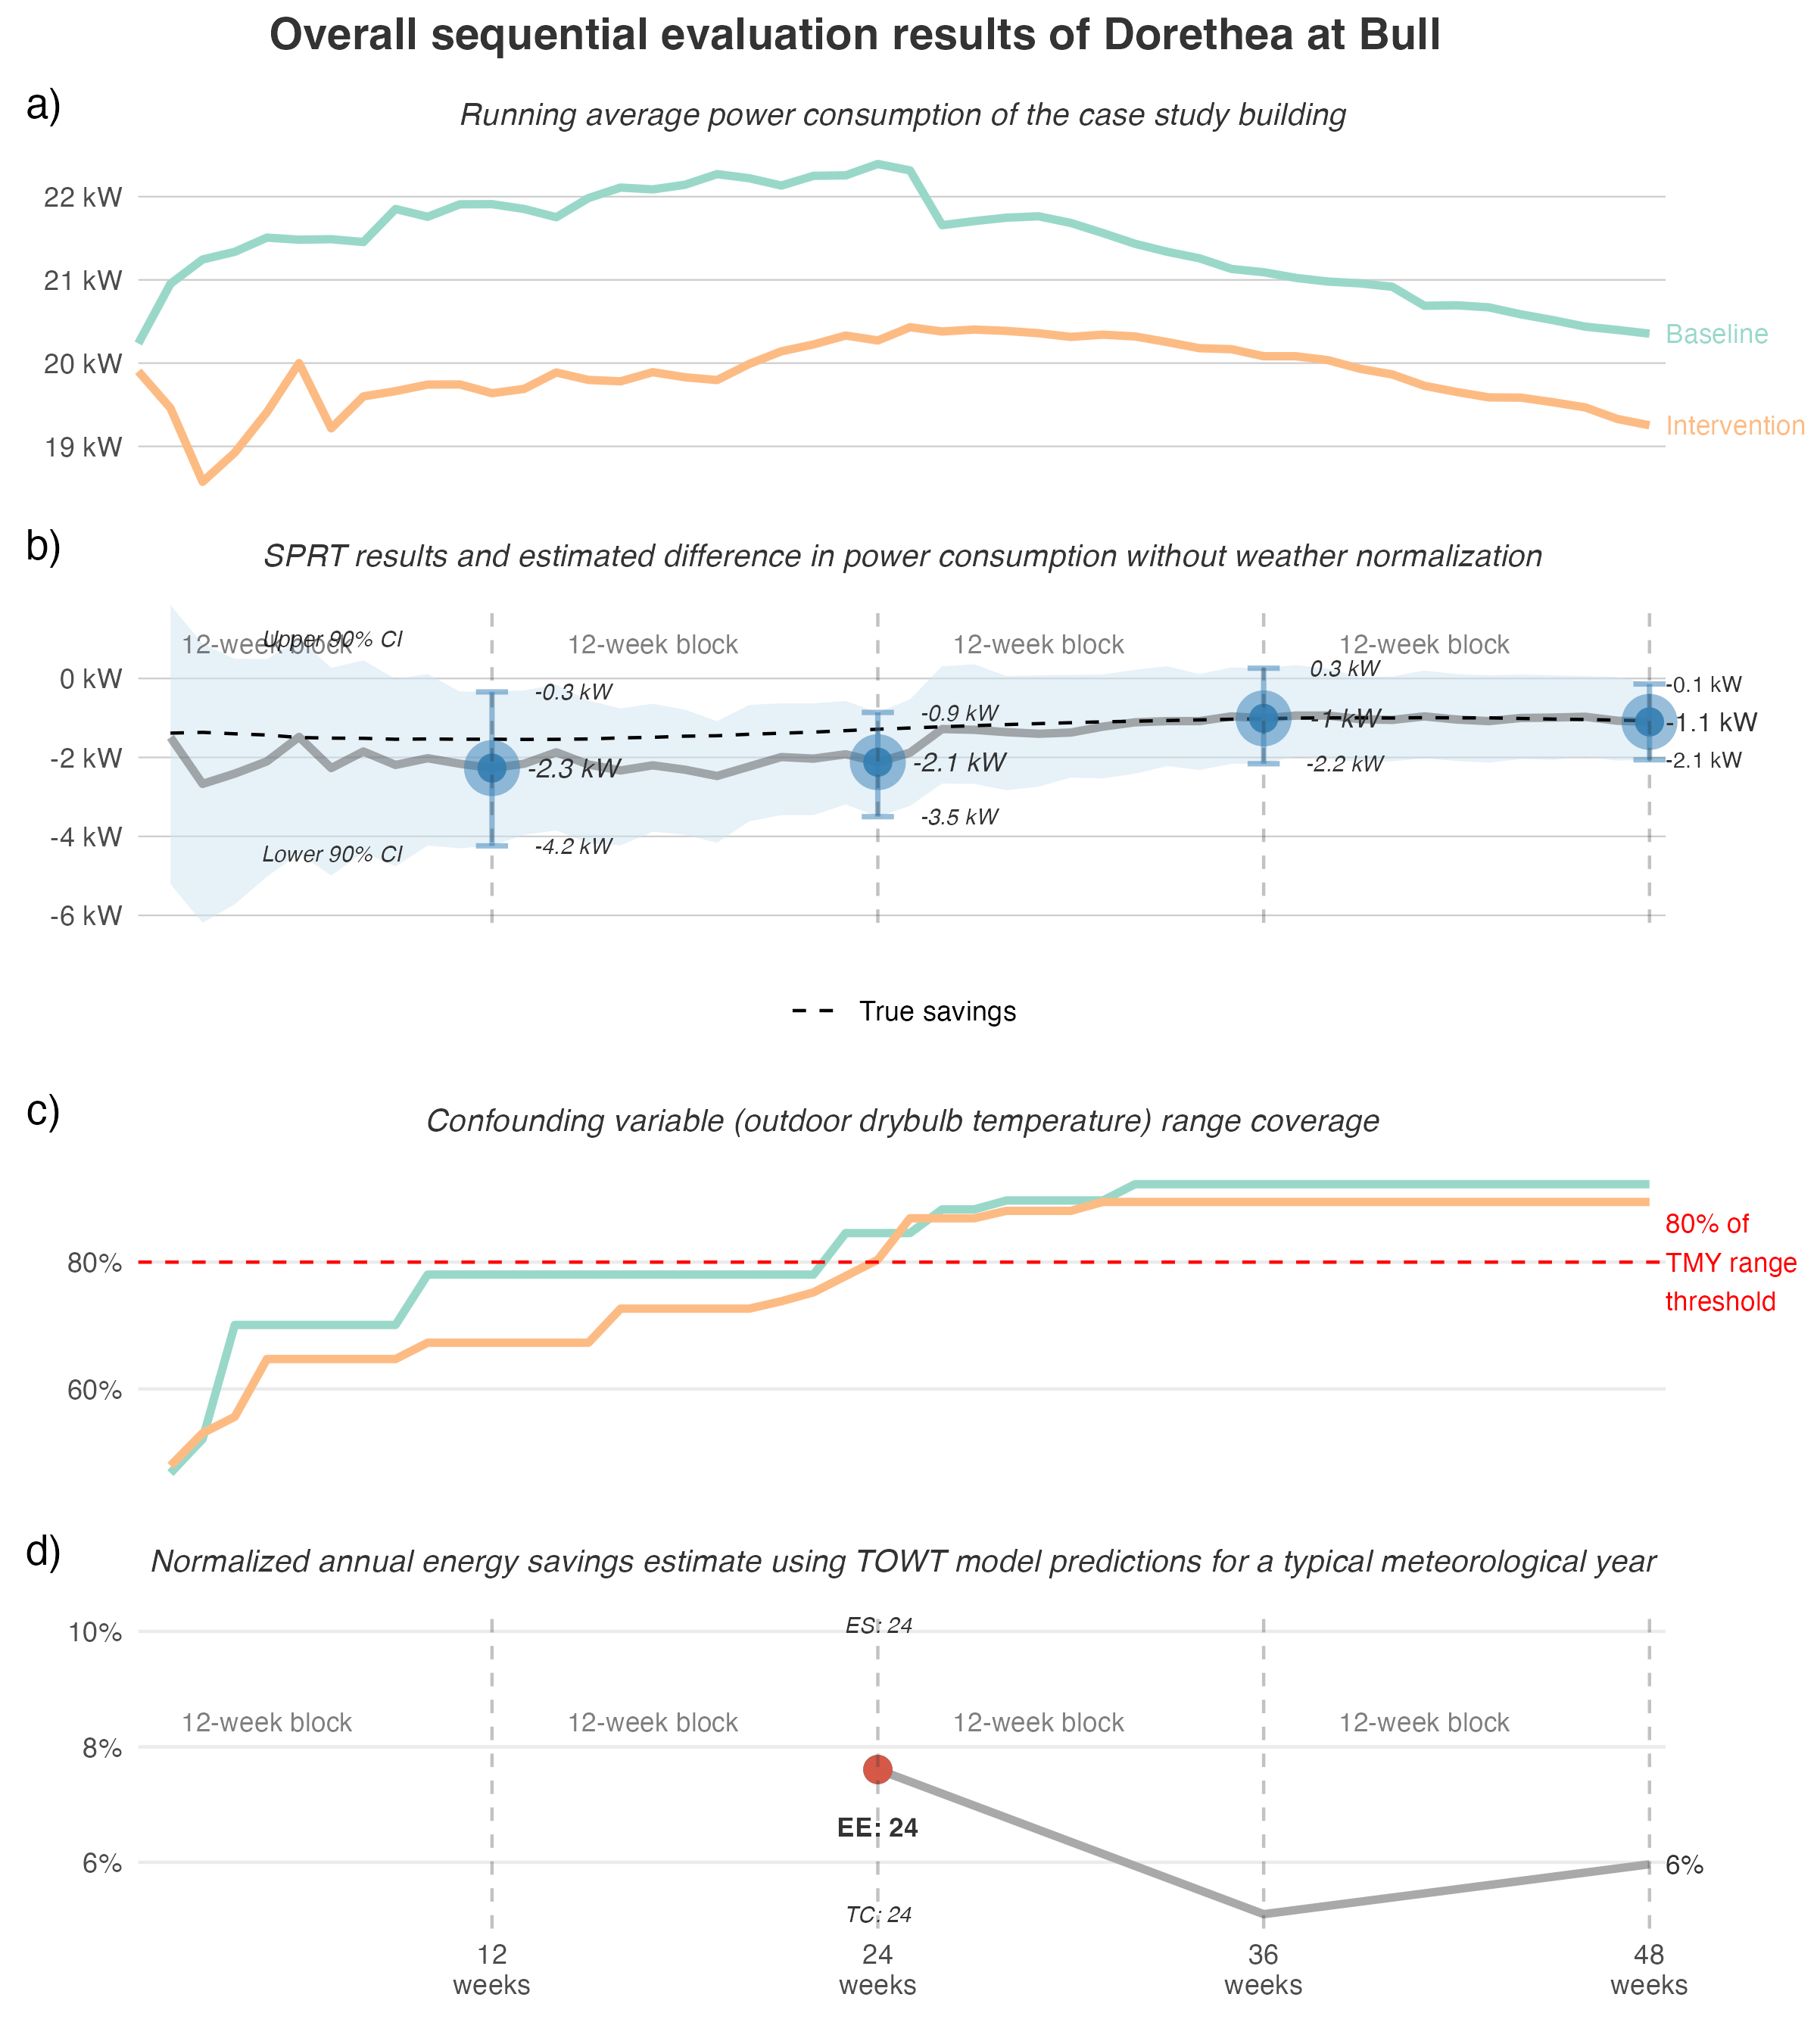 Overall sequential evaluation results of Dorethea at Bull
a)
Running average power consumption of the case study building
22 kW
21 kW
20 kW
19 kW
Baseline
Intervention
b)
SPRT results and estimated difference in power consumption without weather normalization
12-week block
12-week block
12-week block
12-week block
Upper 90% CI
Lower 90% CI
0 kW
-2 kW
-4 kW
-6 kW
-0.3 kW
-2.3 kW
-4.2 kW
-0.9 kW
-2.1 kW
-3.5 kW
0.3 kW
-1 kW
-2.2 kW
-0.1 kW
-1.1 kW
-2.1 kW
True savings
c)
Confounding variable (outdoor drybulb temperature) range coverage
80%
60%
80% of
TMY range
threshold
d)
Normalized annual energy savings estimate using TOWT model predictions for a typical meteorological year
10%
8%
6%
ES: 24
12-week block
12-week block
12-week block
12-week block
EE: 24
TC: 24
6%
12
weeks
24
weeks
36
weeks
48
weeks